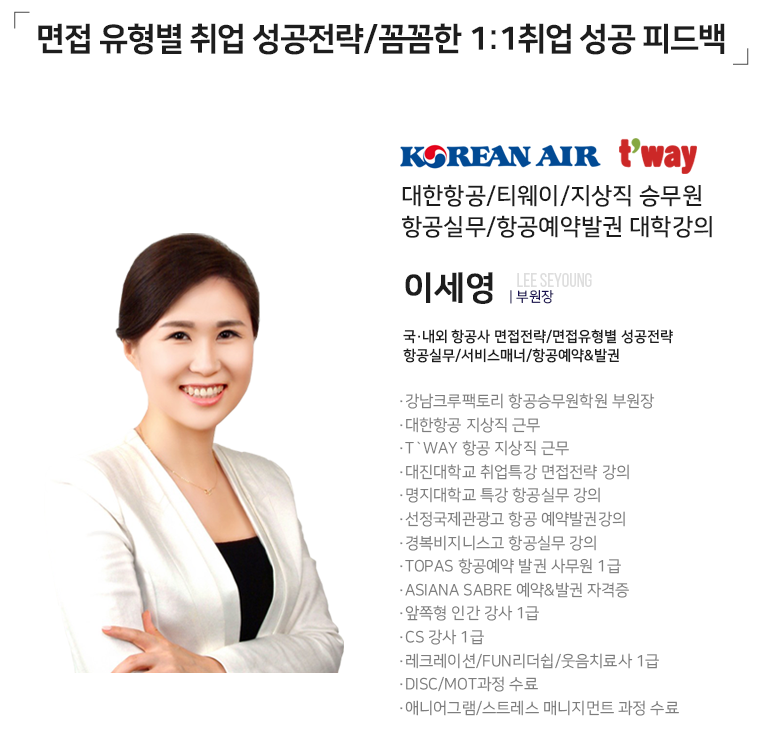 면접 유형별 취업 성공전략/꼼꼼한 1:1취업 성공 피드백
KOREAN AIR t'way
대한항공/티웨이/지상직 승무원
항공실무/항공예약발권 대학강의
이세영 LEE SEYOUNG
| 부원장
국·내외 항공사 면접전략/면접유형별 성공전략
항공실무/서비스매너/항공예약&발권
·강남크루팩토리 항공승무원학원 부원장
·대한항공 지상직 근무
·T`WAY 항공 지상직 근무
·대진대학교 취업특강 면접전략 강의
·명지대학교 특강 항공실무 강의
·선정국제관광고 항공 예약발권강의
·경복비지니스고 항공실무 강의
·TOPAS 항공예약 발권 사무원 1급
·ASIANA SABRE 예약&발권 자격증
·앞쪽형 인간 강사 1급
·CS 강사 1급
·레크레이션/FUN리더쉽/웃음치료사 1급
·DISC/MOT과정 수료
·애니어그램/스트레스 매니지먼트 과정 수료